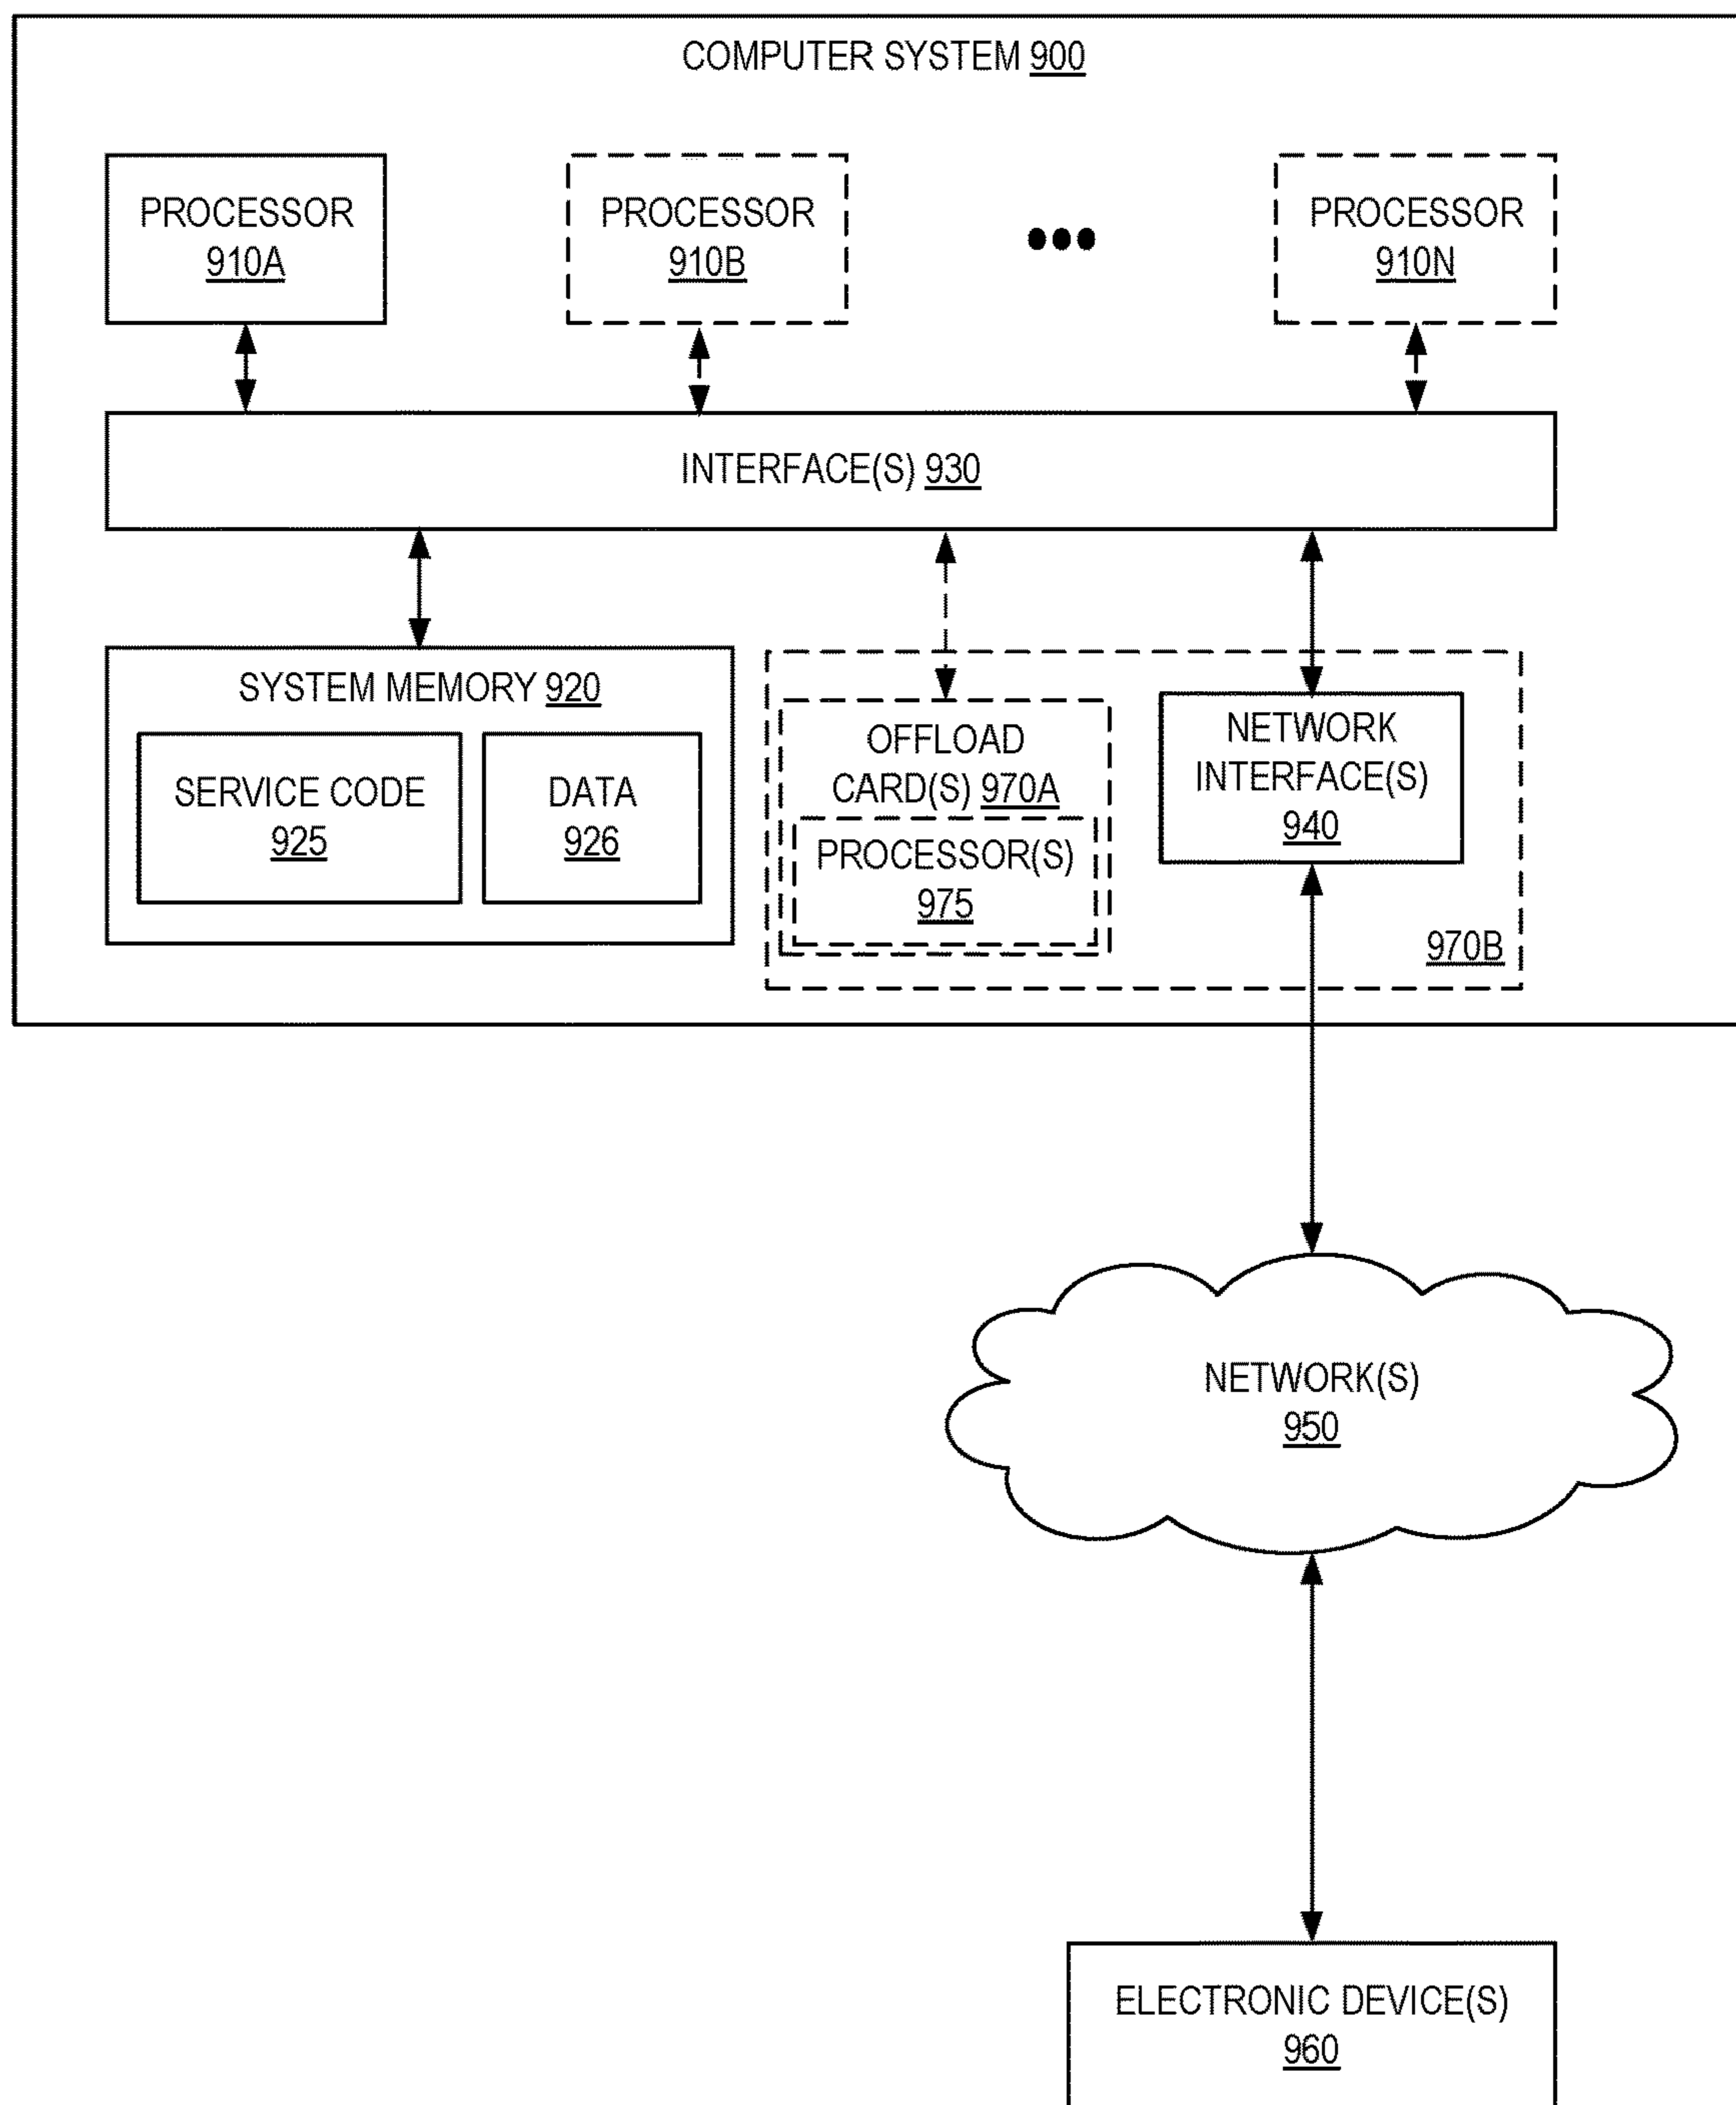 COMPUTER SYSTEM 900
PROCESSOR
910A
PROCESSOR
910B
PROCESSOR
910N
INTERFACE(S) 930
SYSTEM MEMORY 920
SERVICE CODE
925
DATA
926
OFFLOAD
CARD(S) 970A
PROCESSOR(S)
975
NETWORK
INTERFACE(S)
940
970B
NETWORK(S)
950
ELECTRONIC DEVICE(S)
960